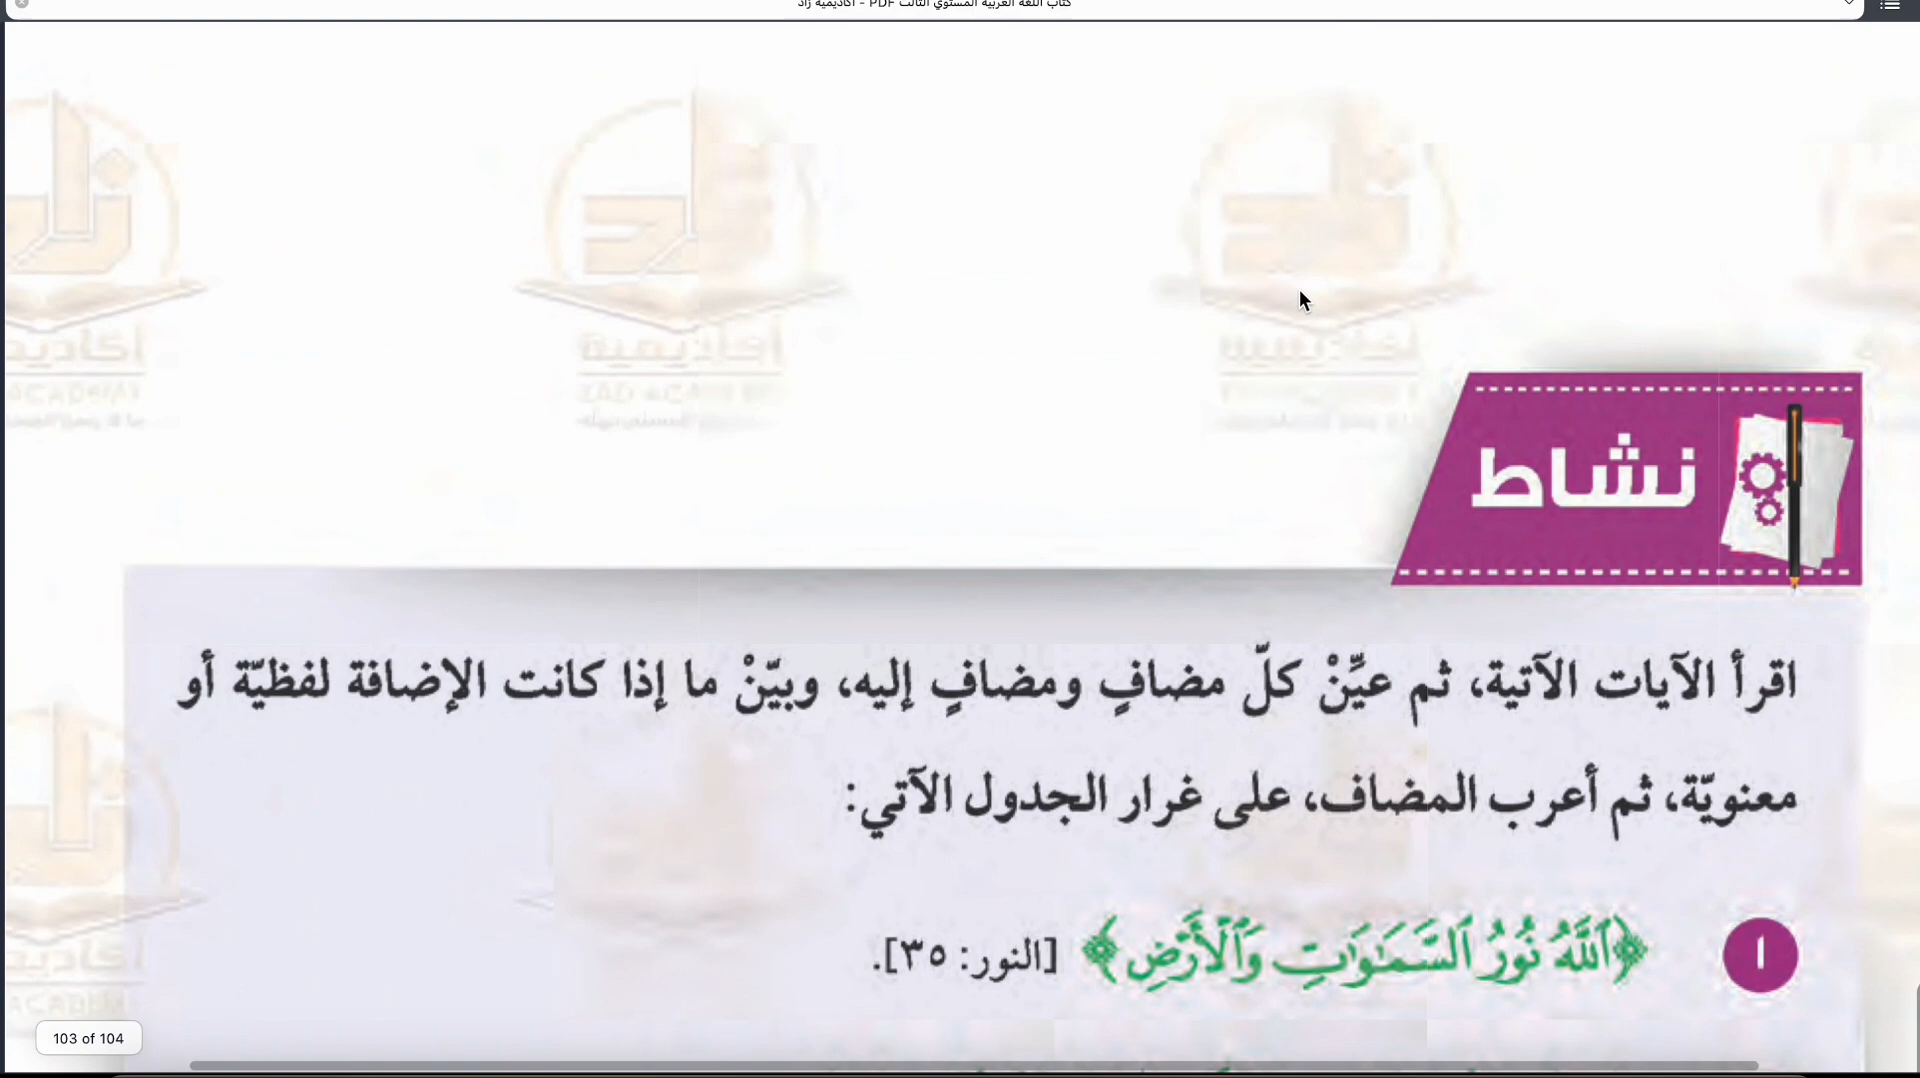 كتاب اللغة العربية المستوي الثالث PDF - أكاديمية زاد
نشاط
اقرأ الآيات الآتية، ثم عيِّنْ كلّ مضافٍ ومضافٍ إليه، وبيّنْ ما إذا كانت الإضافة لفظيّة أو
معنويّة، ثم أعرب المضاف، على غرار الجدول الآتي:
١ ﴿ٱللَّهُ نُورُ ٱلسَّمَٰوَٰتِ وَٱلْأَرْضِ﴾ [النور: ٣٥].
103 of 104